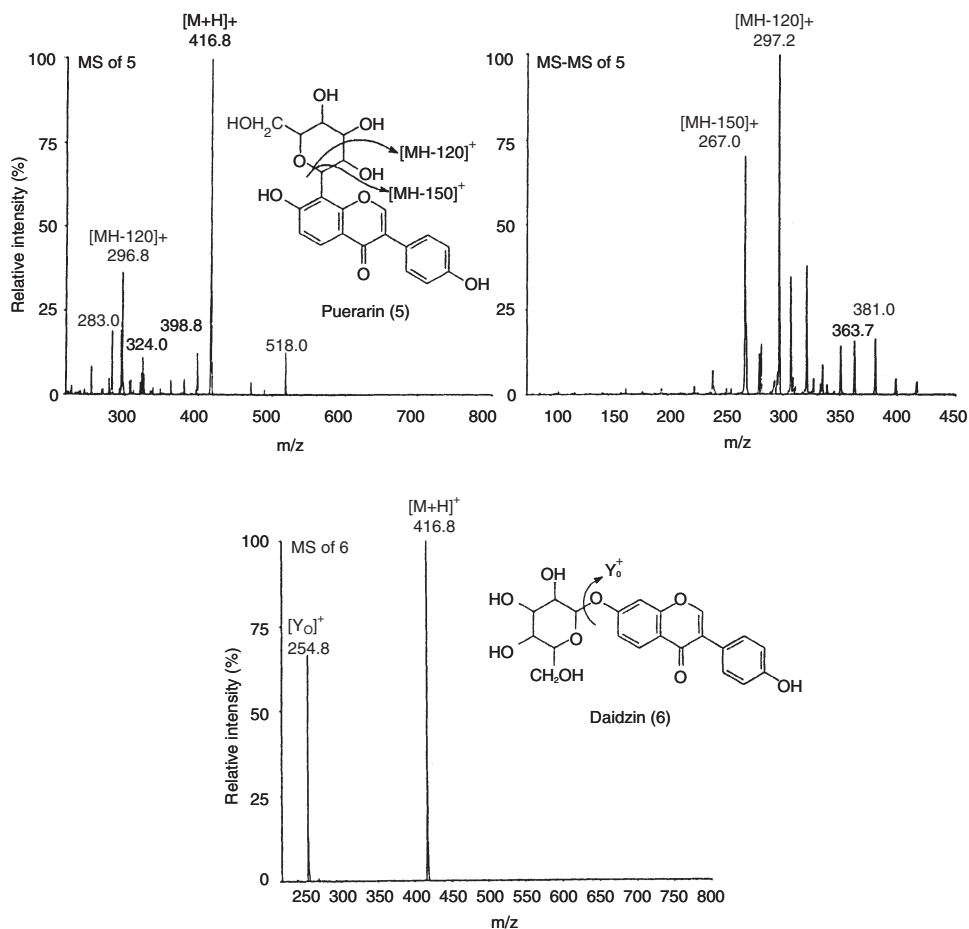 [M+H]+
416.8
MS of 5
100
75
50
25
0
Relative intensity (%)
[MH-120]+
296.8
283.0
324.0
398.8
518.0
300
400
500
600
700
800
m/z
OH
HOH2C
OH
O
OH
[MH-120]+
[MH-150]+
HO
O
O
OH
Puerarin (5)
[MH-120]+
297.2
MS-MS of 5
100
75
50
25
0
[MH-150]+
267.0
381.0
363.7
100
150
200
250
300
350
400
450
m/z
[M+H]+
416.8
MS of 6
100
75
50
25
0
Relative intensity (%)
[YO]+
254.8
250 300 350 400 450 500 550 600 650 700 750 800
m/z
OH
HO
O
Y0+
O
HO
O
CH2OH
O
OH
Daidzin (6)